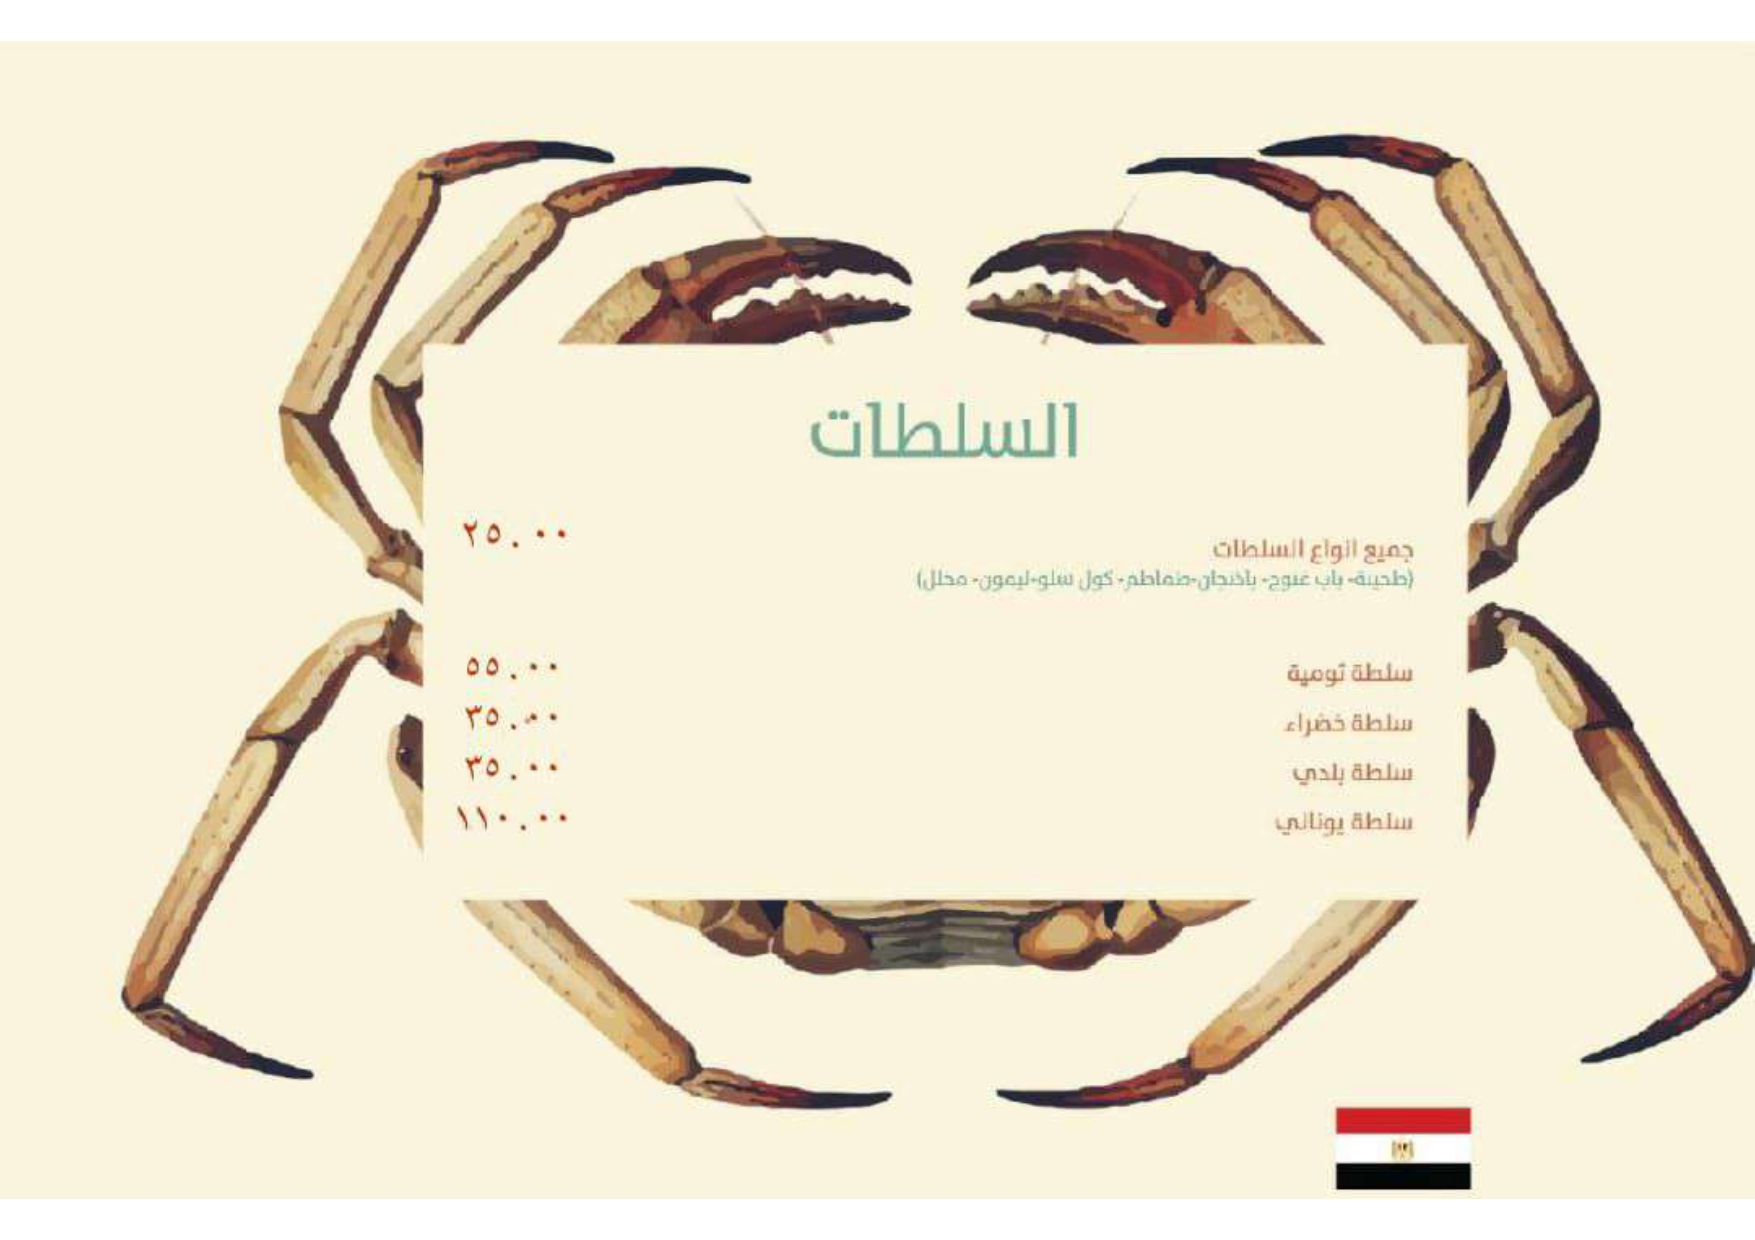 السلطات
جميع انواع السلطات ٢٥.٠٠
(طحينة- باب غنوج- باذنجان-طماطم- كول سلو-ليمون- مخلل)
سلطة ثومية ٥٥.٠٠
سلطة خضراء ٣٥.٠٠
سلطة بلدي ٣٥.٠٠
سلطة يوناني ١١٠.٠٠